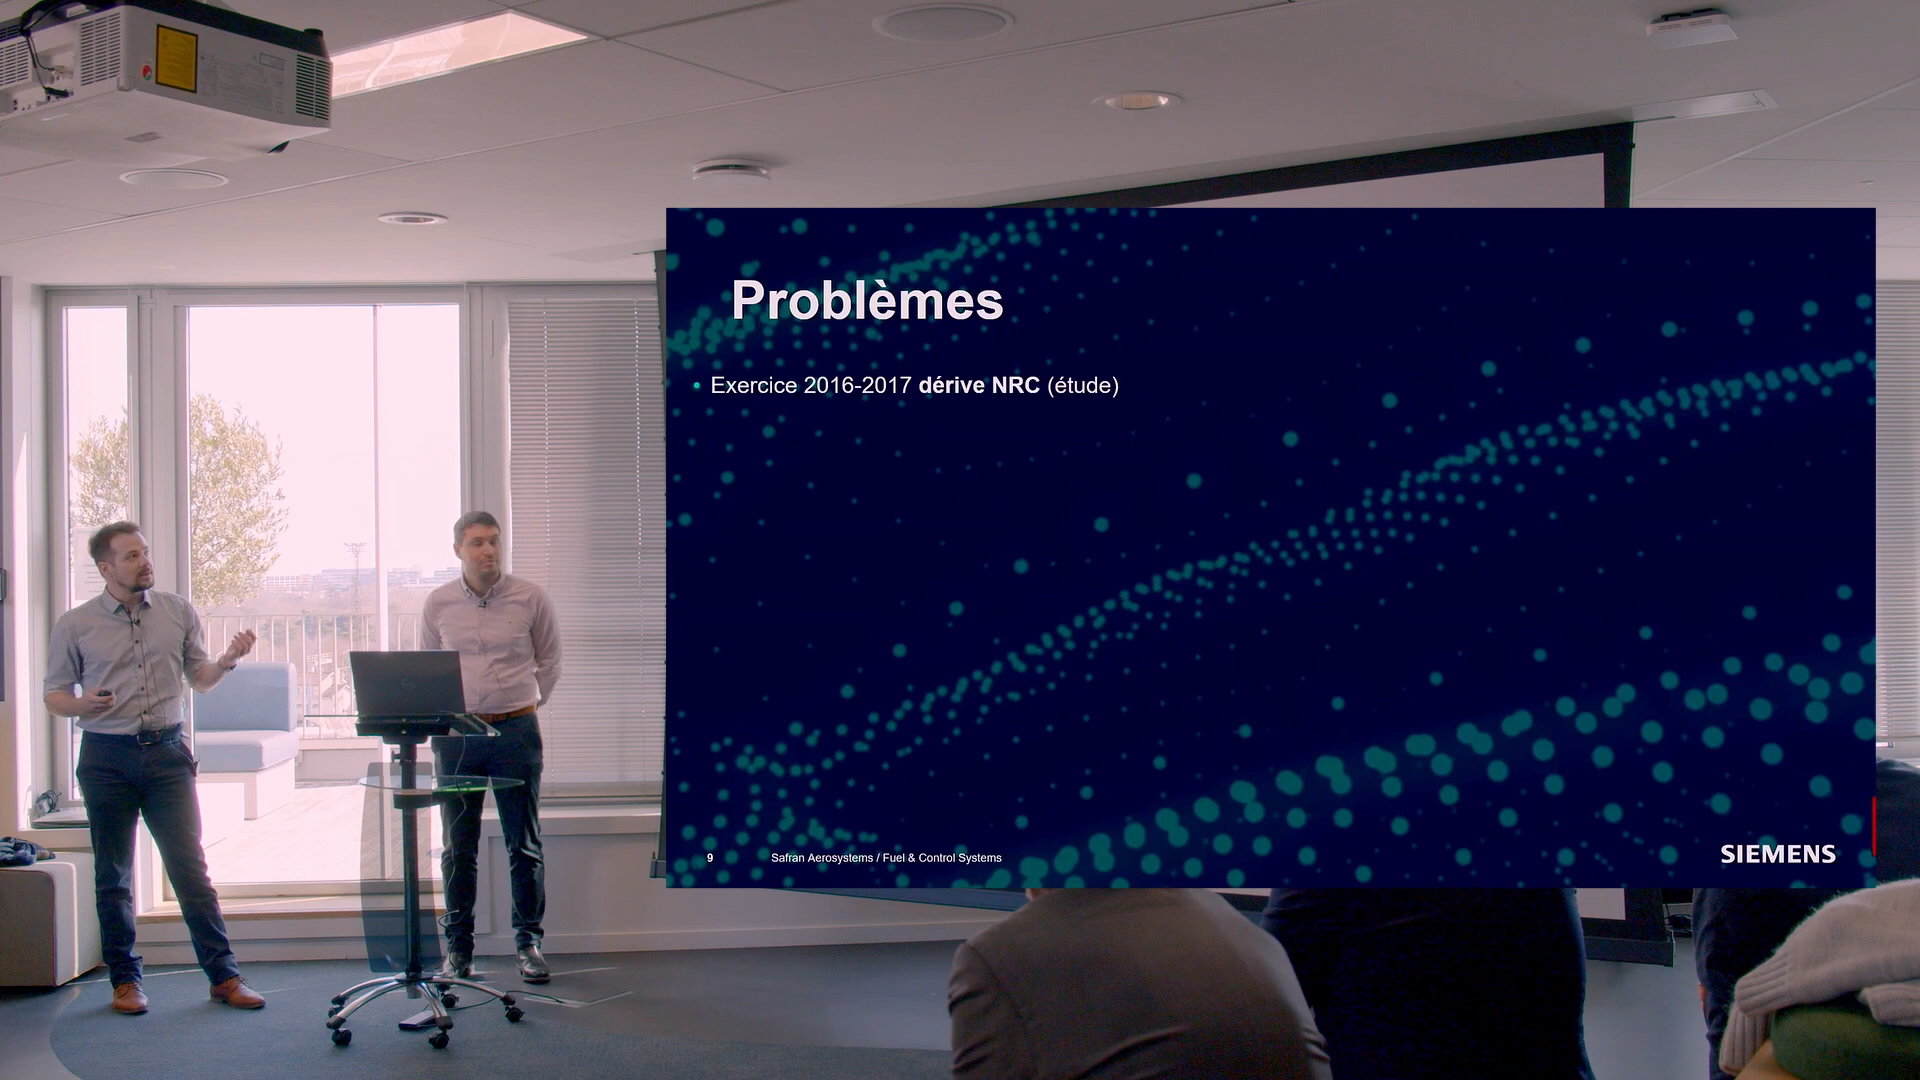 Problèmes
• Exercice 2016-2017 dérive NRC (étude)
9
Safran Aerosystems / Fuel & Control Systems
SIEMENS